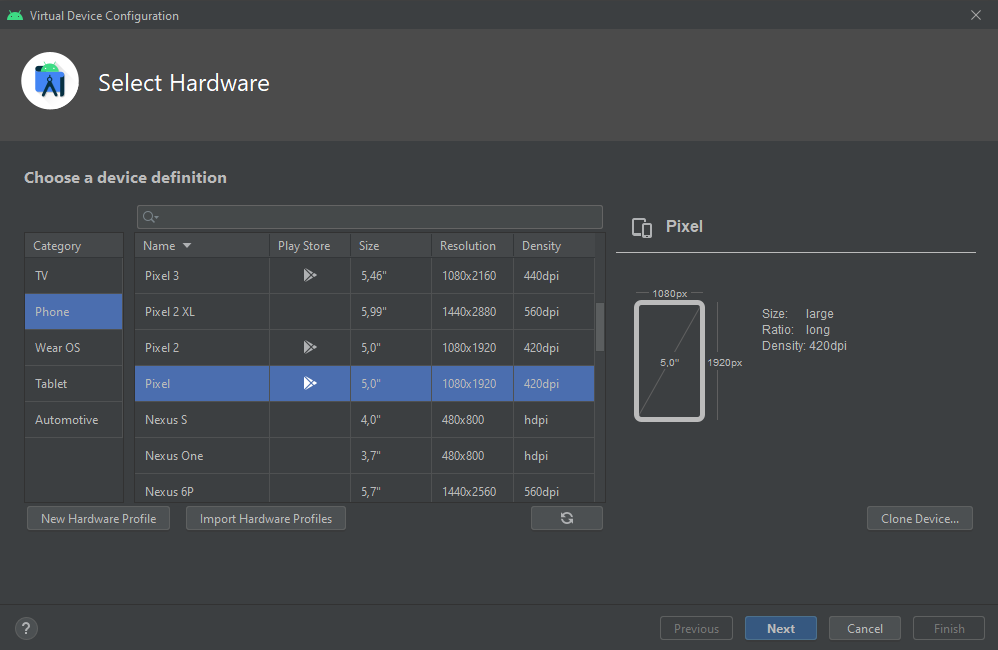 Virtual Device Configuration
Select Hardware
Choose a device definition
Category
TV
Phone
Wear OS
Tablet
Automotive
Name Play Store Size Resolution Density
Pixel 3 5,46" 1080x2160 440dpi
Pixel 2 XL 5,99" 1440x2880 560dpi
Pixel 2 5,0" 1080x1920 420dpi
Pixel 5,0" 1080x1920 420dpi
Nexus S 4,0" 480x800 hdpi
Nexus One 3,7" 480x800 hdpi
Nexus 6P 5,7" 1440x2560 560dpi
New Hardware Profile Import Hardware Profiles
Pixel
1080px
5,0" 1920px
Size: large
Ratio: long
Density: 420dpi
Clone Device...
? Previous Next Cancel Finish